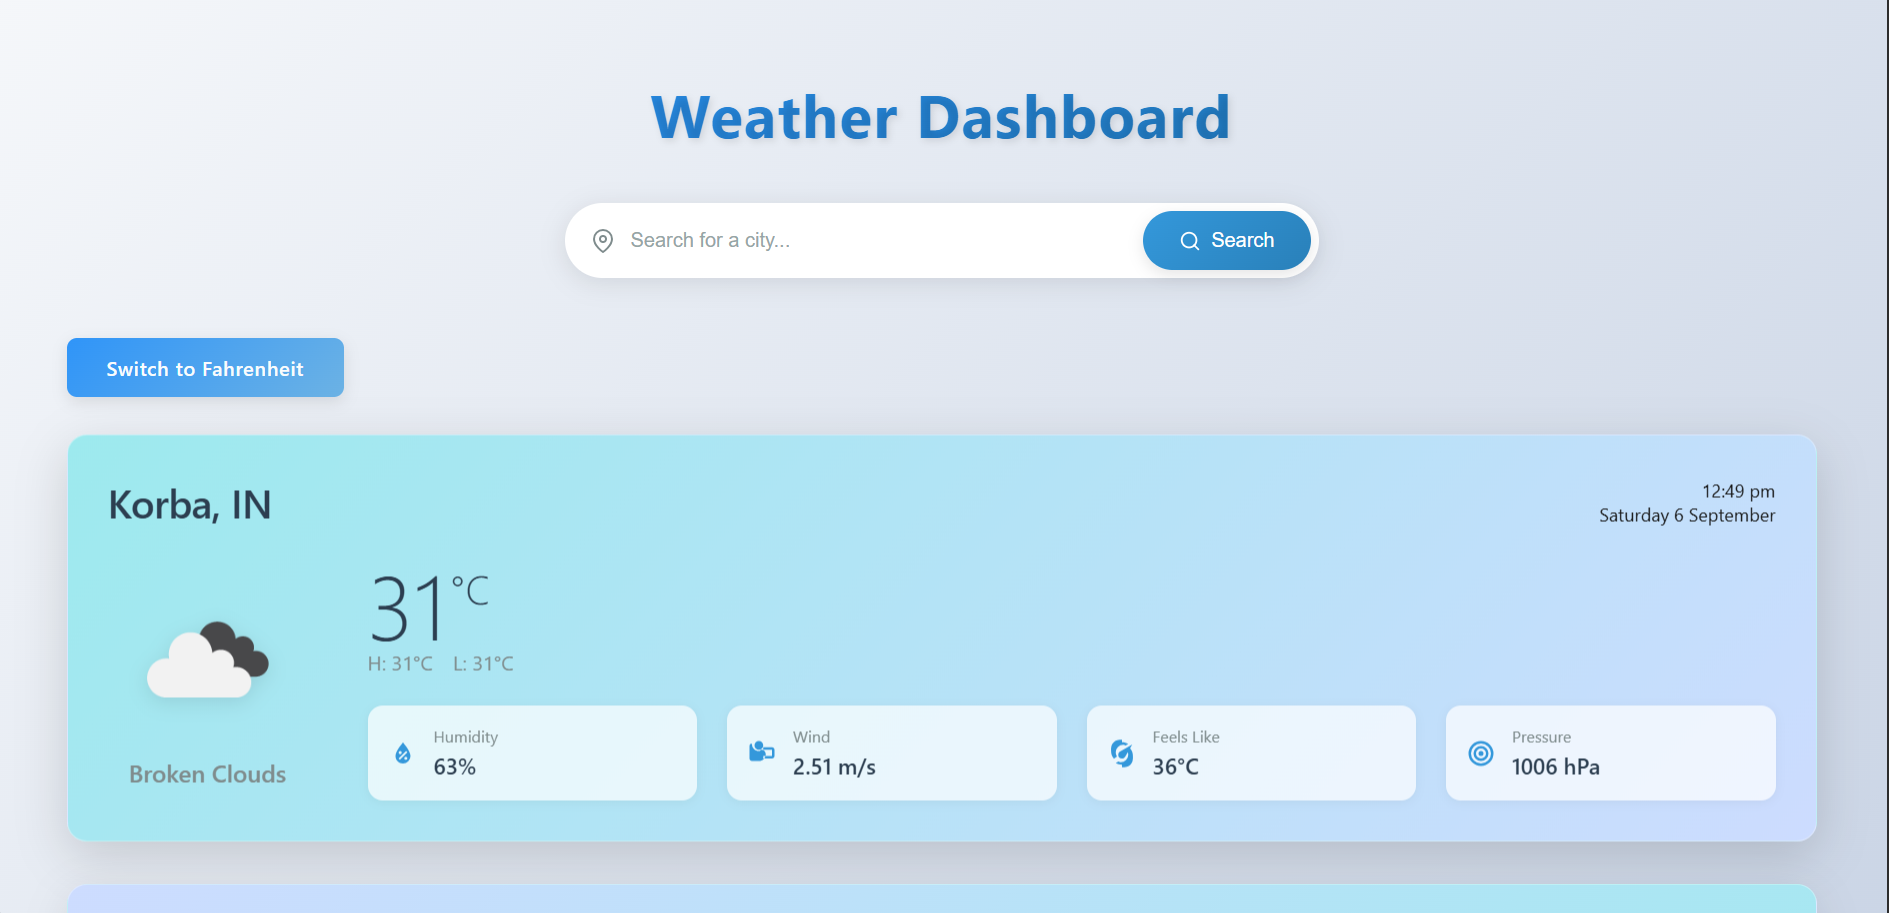 Weather Dashboard
Search for a city...
Search
Switch to Fahrenheit
Korba, IN
12:49 pm
Saturday 6 September
31°C
H: 31°C L: 31°C
Broken Clouds
Humidity
63%
Wind
2.51 m/s
Feels Like
36°C
Pressure
1006 hPa